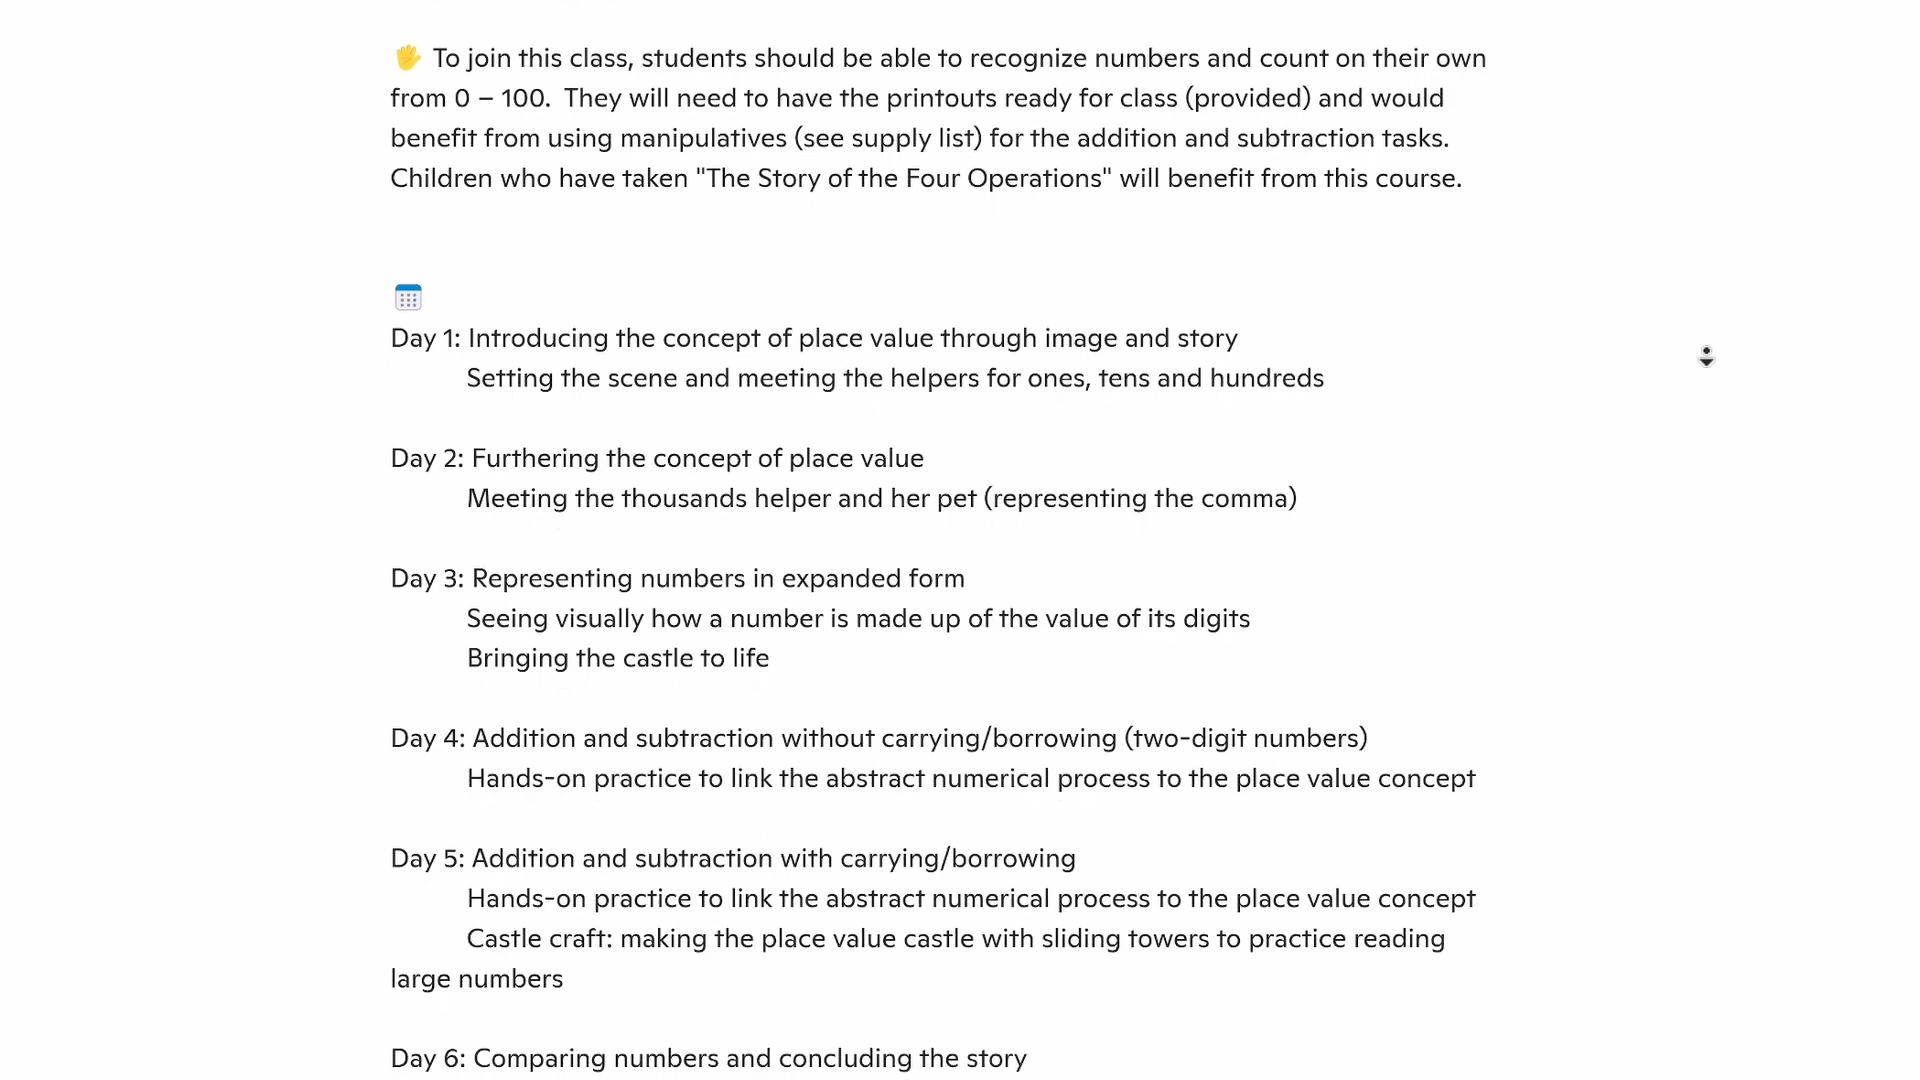 🖐 To join this class, students should be able to recognize numbers and count on their own
from 0 – 100.  They will need to have the printouts ready for class (provided) and would
benefit from using manipulatives (see supply list) for the addition and subtraction tasks.
Children who have taken "The Story of the Four Operations" will benefit from this course.
Day 1: Introducing the concept of place value through image and story
Setting the scene and meeting the helpers for ones, tens and hundreds
Day 2: Furthering the concept of place value
Meeting the thousands helper and her pet (representing the comma)
Day 3: Representing numbers in expanded form
Seeing visually how a number is made up of the value of its digits
Bringing the castle to life
Day 4: Addition and subtraction without carrying/borrowing (two-digit numbers)
Hands-on practice to link the abstract numerical process to the place value concept
Day 5: Addition and subtraction with carrying/borrowing
Hands-on practice to link the abstract numerical process to the place value concept
Castle craft: making the place value castle with sliding towers to practice reading
large numbers
Day 6: Comparing numbers and concluding the story